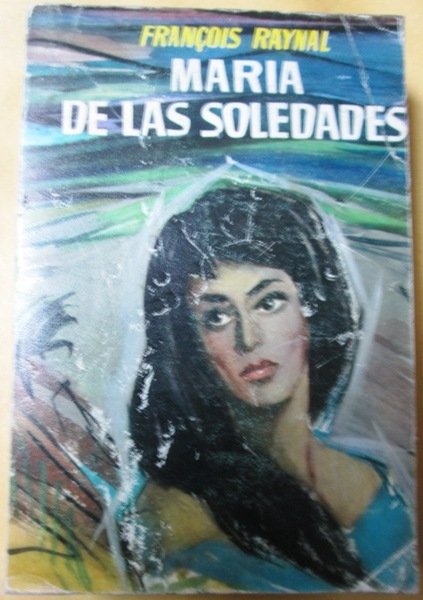 FRANÇOIS RAYNAL
MARIA
DE LAS SOLEDADES